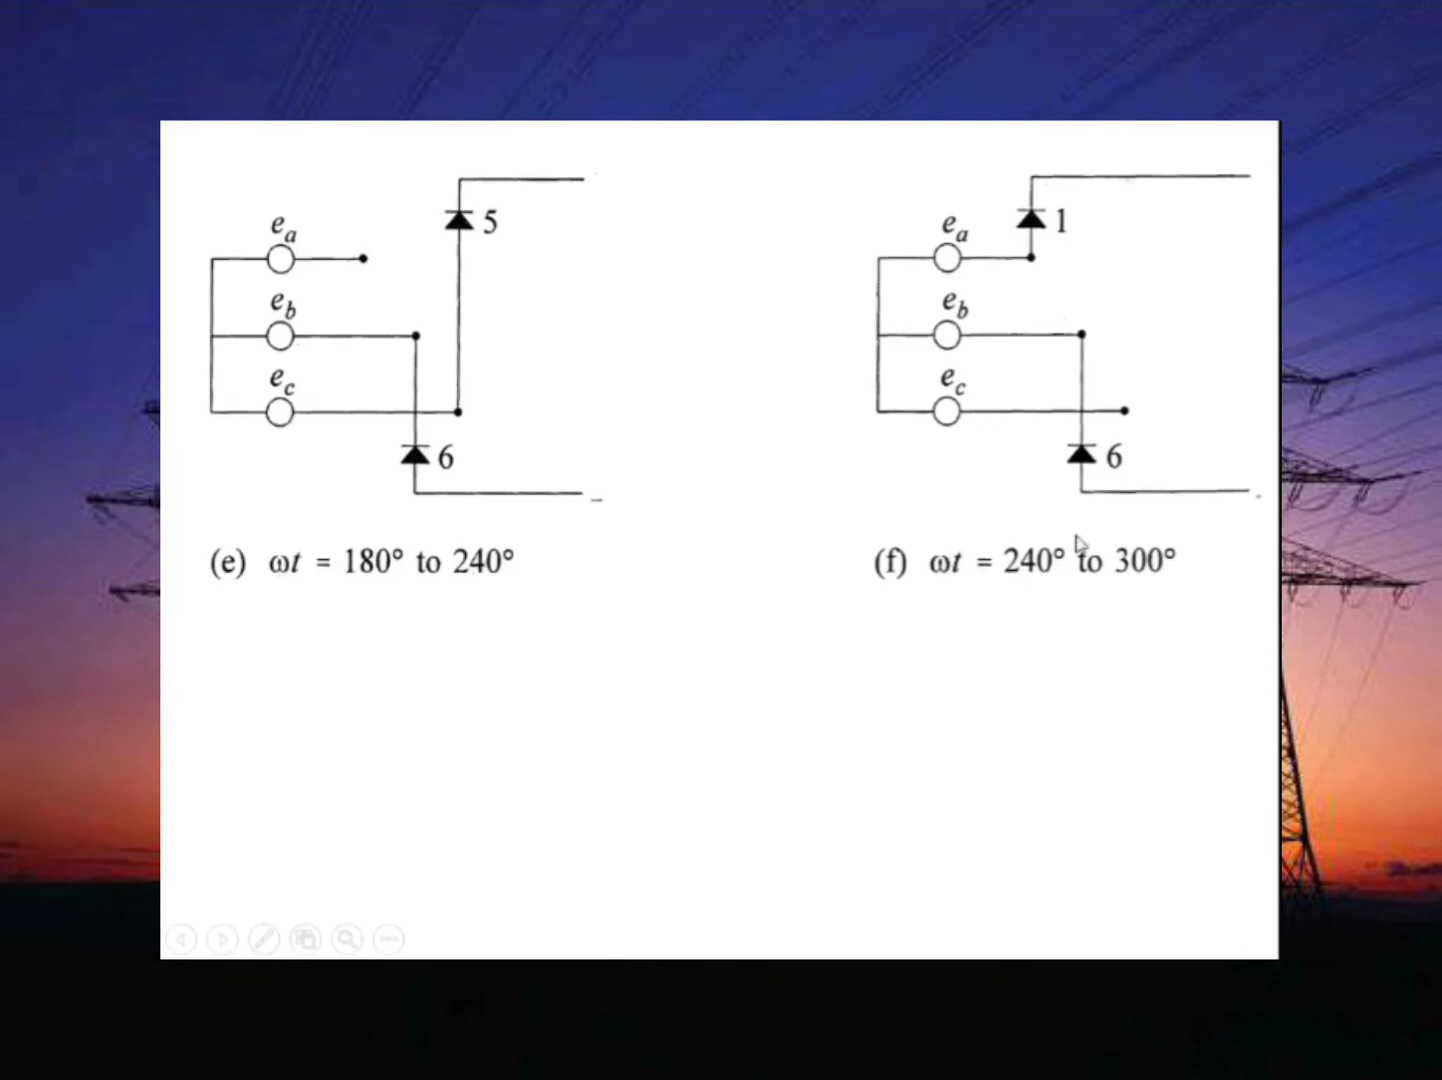 e_a
5
e_b
e_c
6
(e) ωt = 180° to 240°
e_a
1
e_b
e_c
6
(f) ωt = 240° to 300°